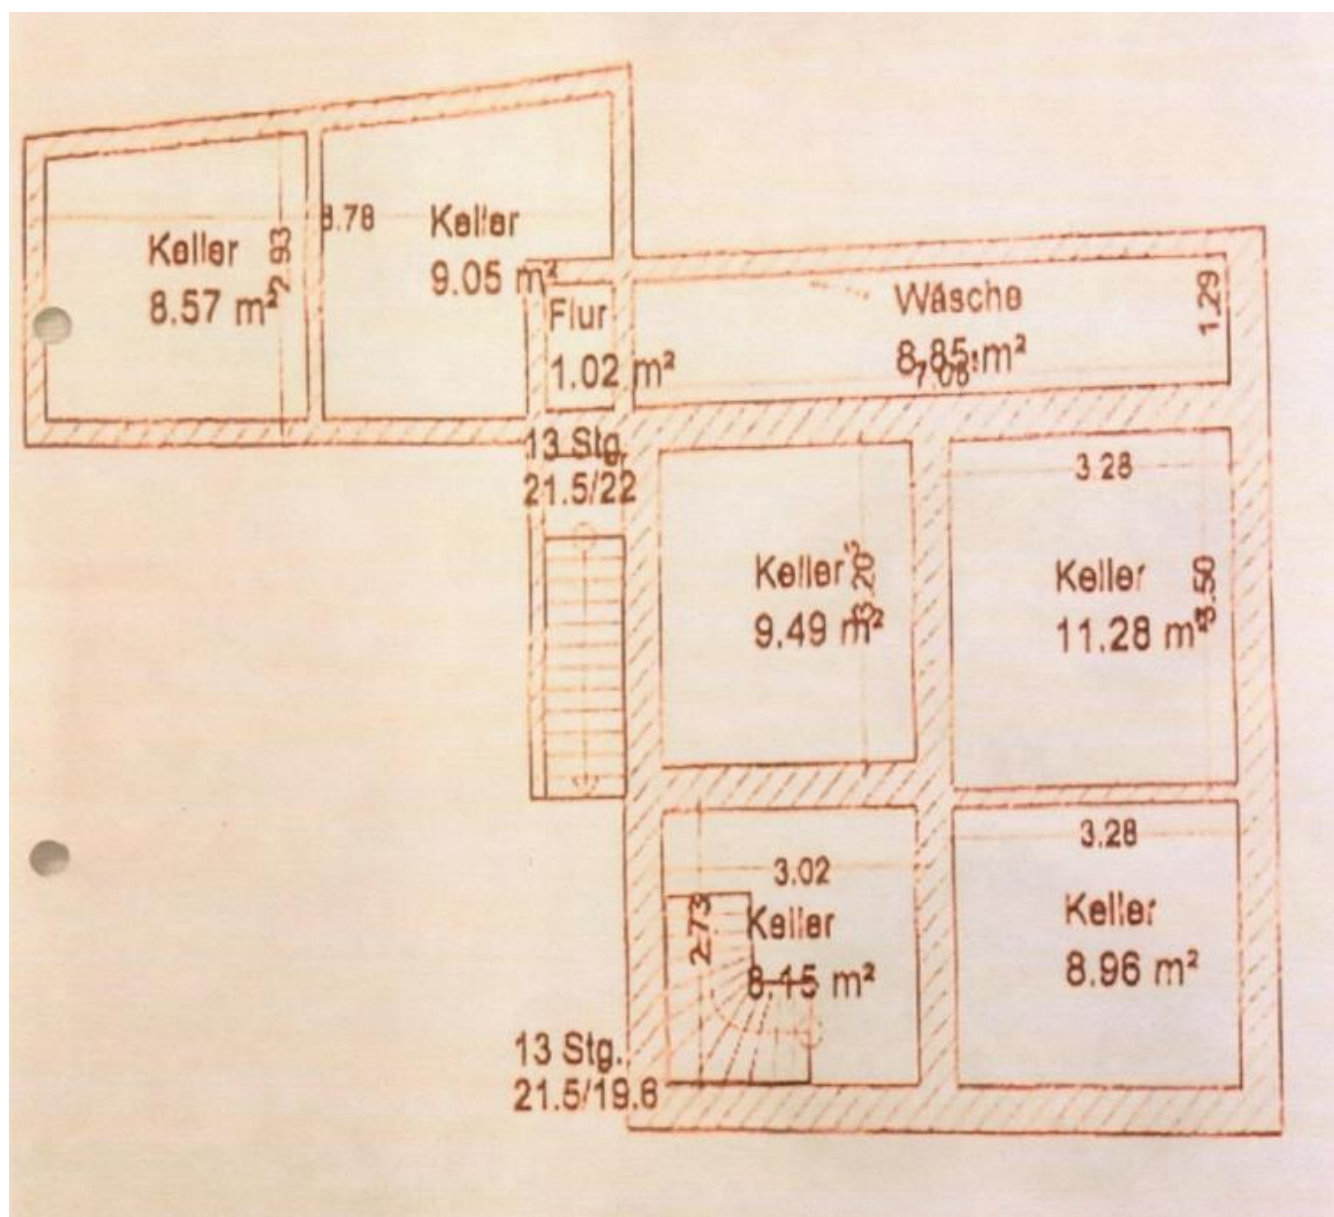 Keller
8.57 m²
2.93
Keller
9.05 m²
Flur
1.02 m²
Wäsche
8.85 m²
1.29
13 Stg.
21.5/22
Keller
9.49 m²
3.20⁵
3.28
Keller
11.28 m²
3.50
3.02
2.73
Keller
8.15 m²
3.28
Keller
8.96 m²
13 Stg.
21.5/19.6